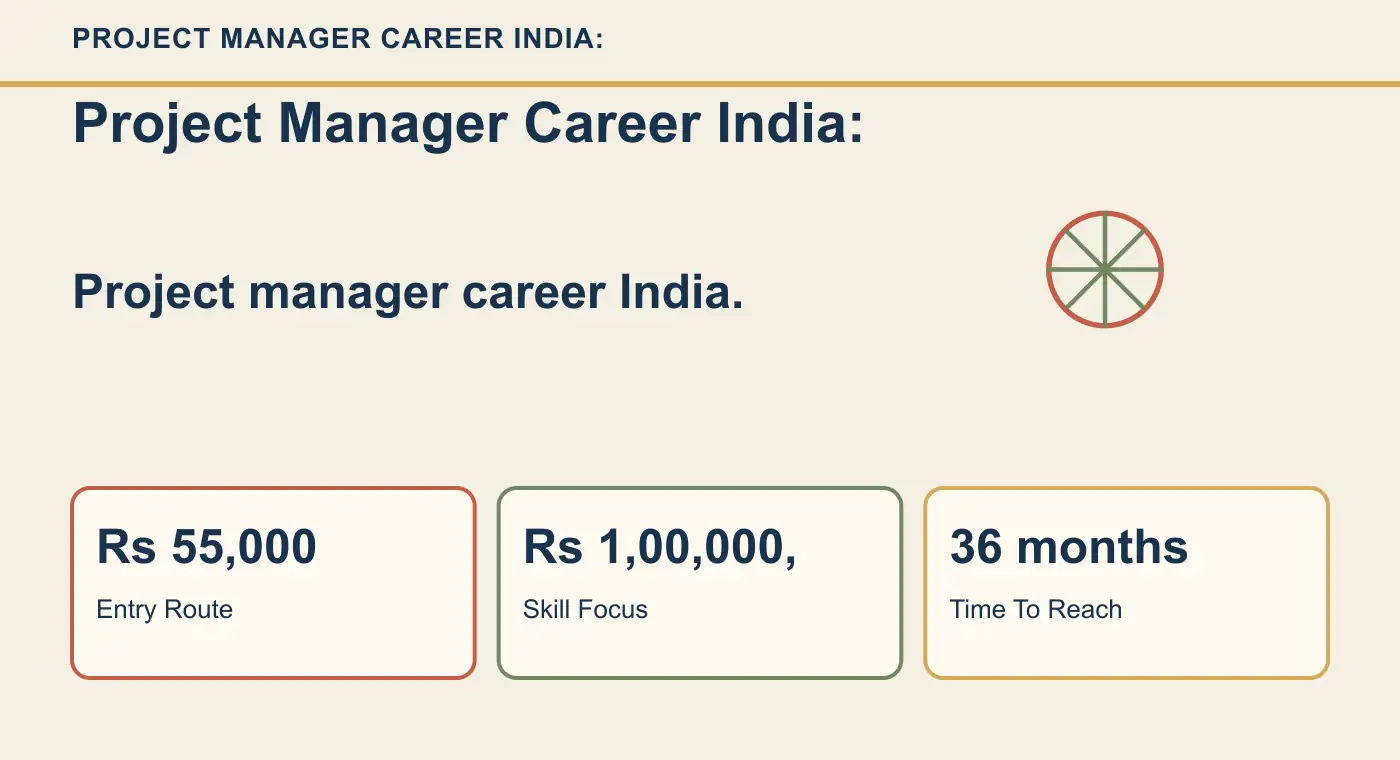 PROJECT MANAGER CAREER INDIA:
Project Manager Career India:
Project manager career India.
Rs 55,000
Entry Route
Rs 1,00,000,
Skill Focus
36 months
Time To Reach